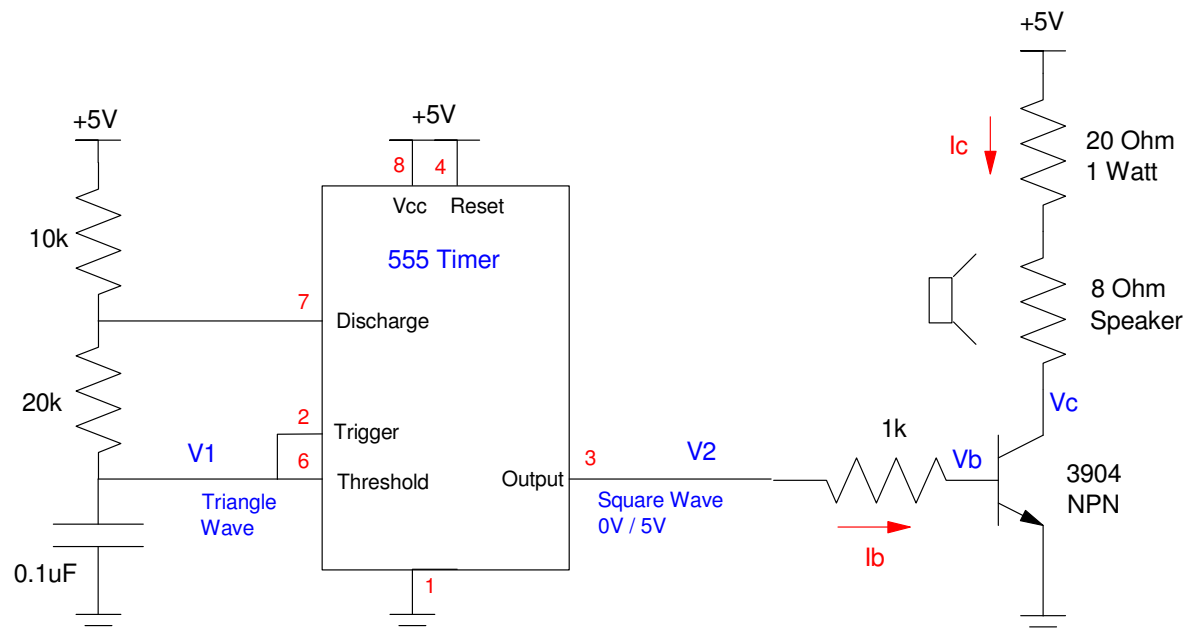 +5V
+5V
+5V
10k
20k
0.1uF
V1
Triangle
Wave
8
4
Vcc
Reset
555 Timer
7
Discharge
2
Trigger
6
Threshold
Output
3
1
V2
Square Wave
0V / 5V
1k
Ib
Vb
Vc
3904
NPN
Ic
20 Ohm
1 Watt
8 Ohm
Speaker